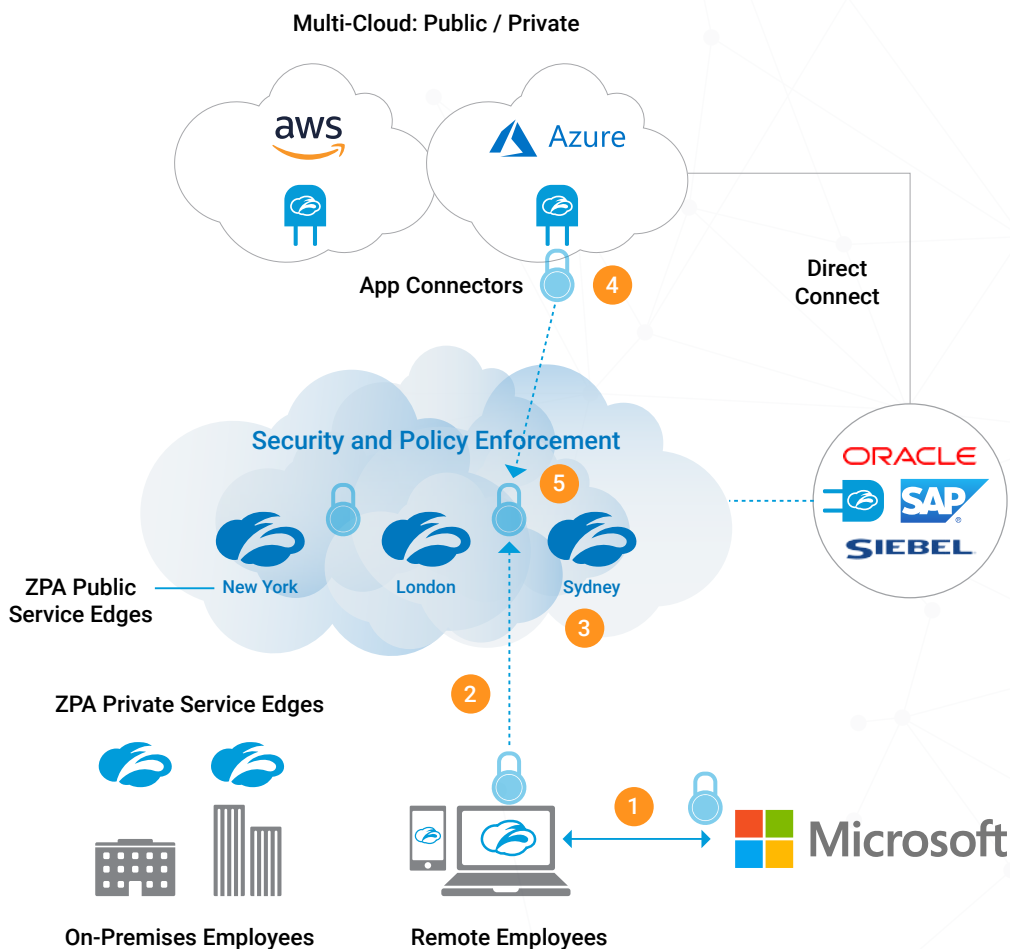 Multi-Cloud: Public / Private
aws
Azure
App Connectors
4
Direct
Connect
Security and Policy Enforcement
5
ORACLE
SAP
®
SIEBEL
ZPA Public
Service Edges
New York
London
Sydney
3
2
ZPA Private Service Edges
1
Microsoft
On-Premises Employees
Remote Employees